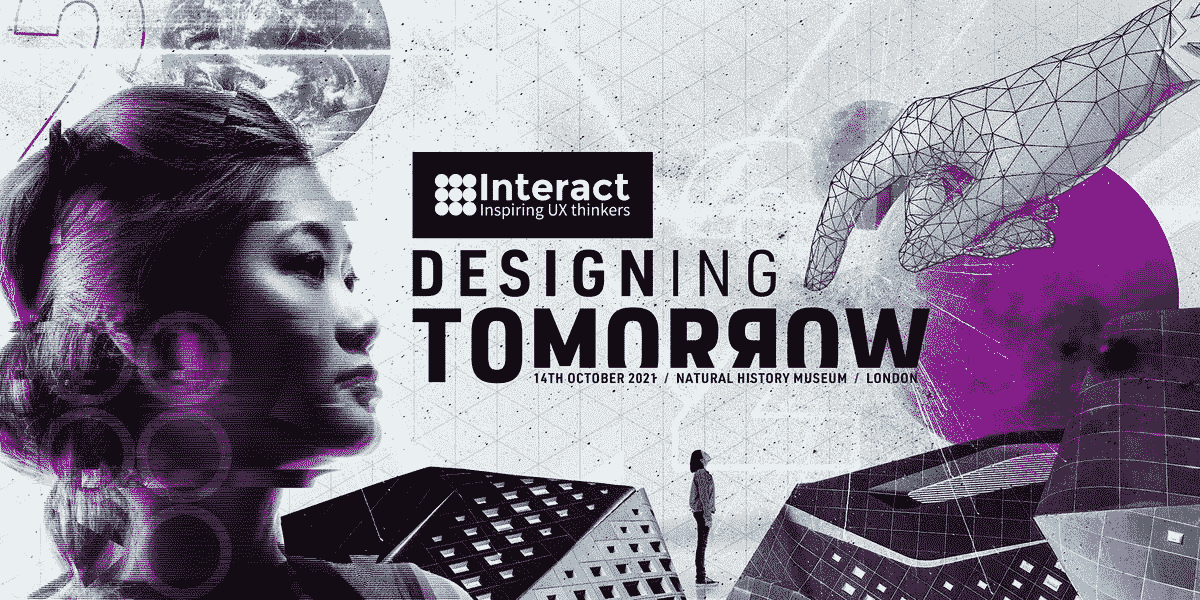 Interact
Inspiring UX thinkers
DESIGNING
TOMORROW
14TH OCTOBER 2021 / NATURAL HISTORY MUSEUM / LONDON